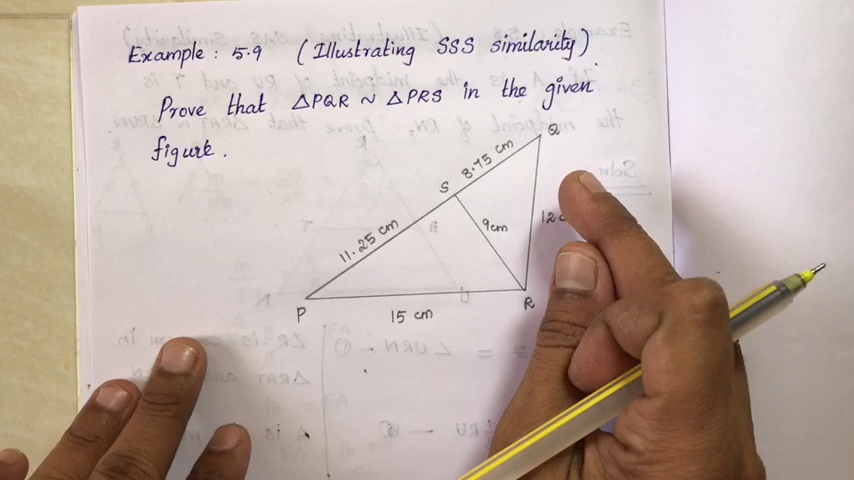 Example : 5.9 (Illustrating SSS similarity)
Prove that △PQR ~ △PRS in the given
figure.
Q
8.75 cm
S
11.25 cm
9cm
12
P
15 cm
R